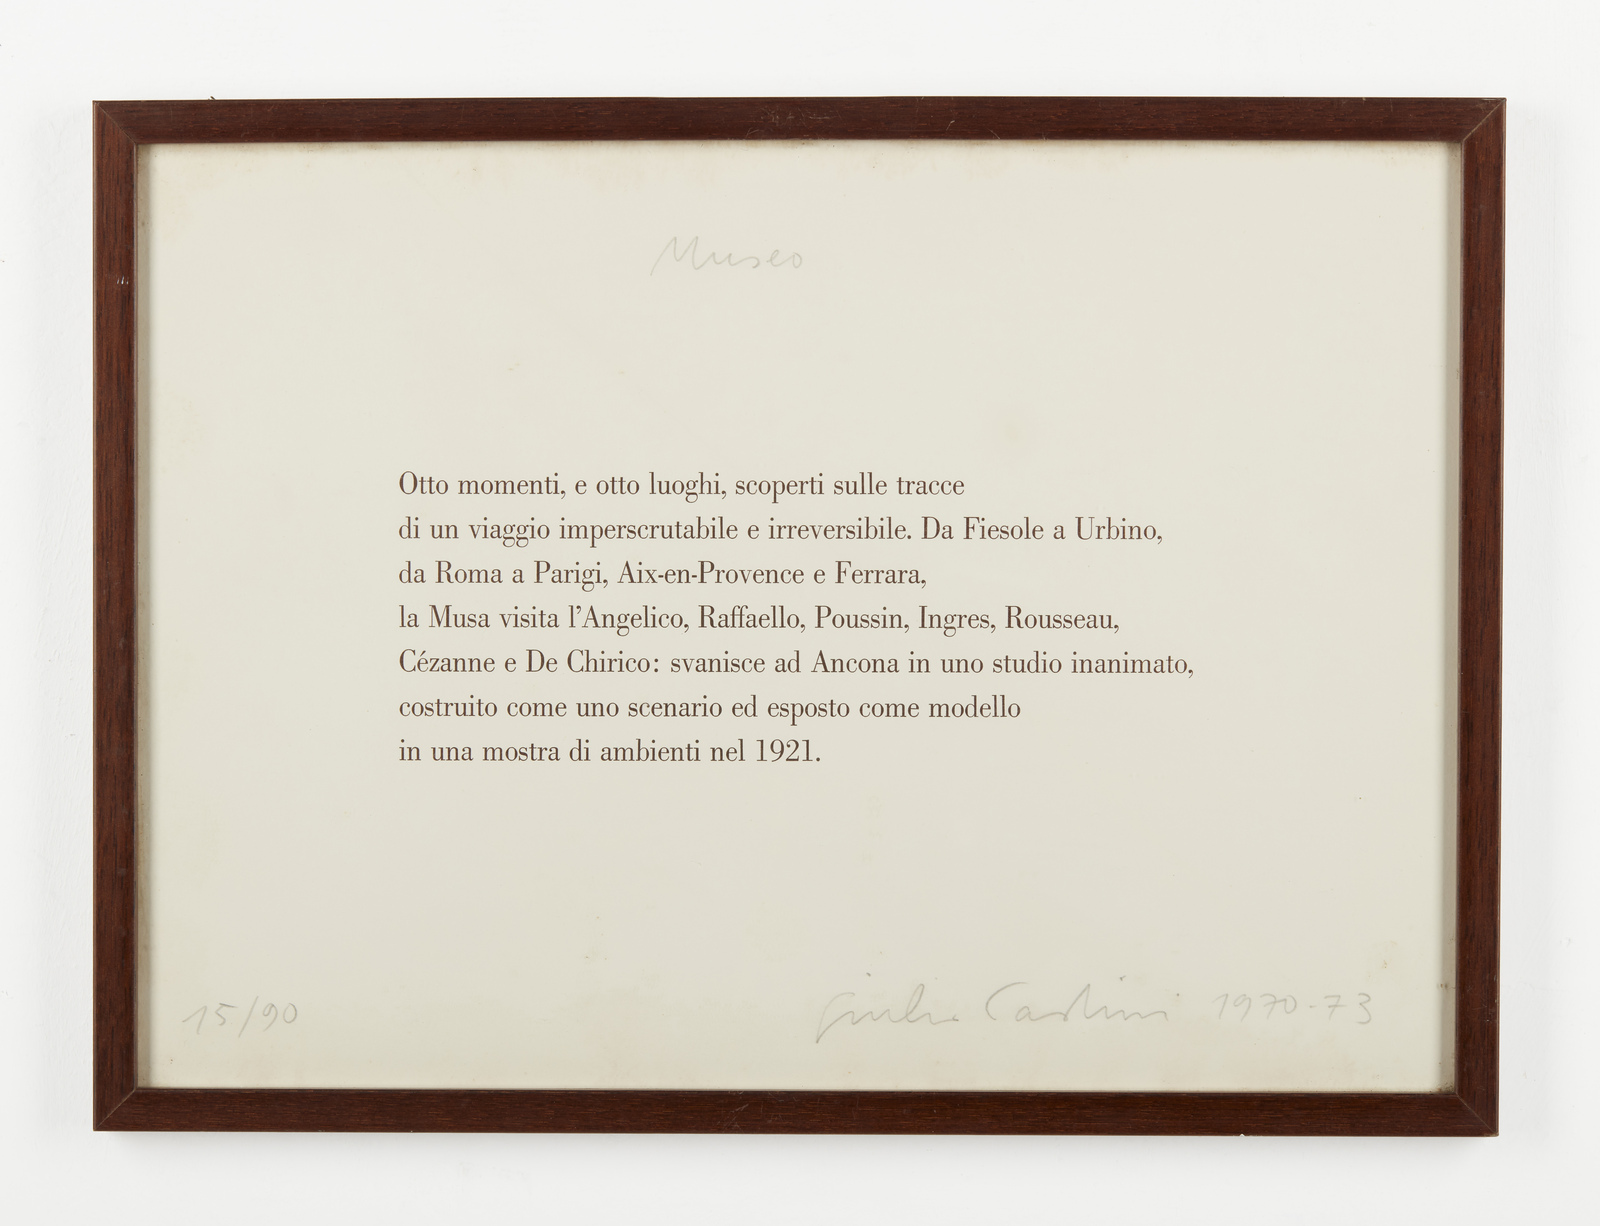 Museo
Otto momenti, e otto luoghi, scoperti sulle tracce
di un viaggio imperscrutabile e irreversibile. Da Fiesole a Urbino,
da Roma a Parigi, Aix-en-Provence e Ferrara,
la Musa visita l’Angelico, Raffaello, Poussin, Ingres, Rousseau,
Cézanne e De Chirico: svanisce ad Ancona in uno studio inanimato,
costruito come uno scenario ed esposto come modello
in una mostra di ambienti nel 1921.
15/90 Giulio Paolini 1970-73